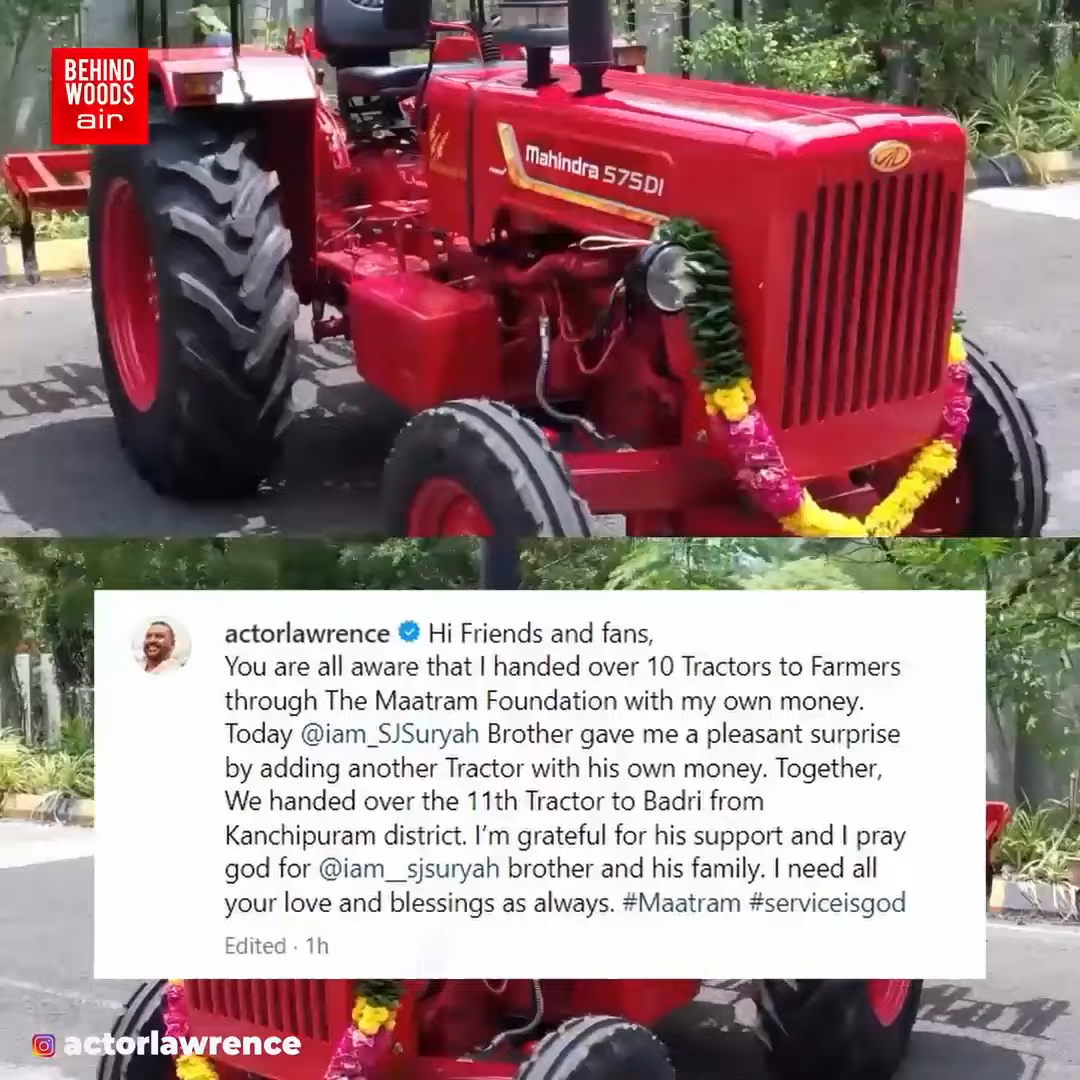 BEHIND
WOODS
air
Mahindra 575 DI
actorlawrence Hi Friends and fans,
You are all aware that I handed over 10 Tractors to Farmers
through The Maatram Foundation with my own money.
Today @iam_SJSuryah Brother gave me a pleasant surprise
by adding another Tractor with his own money. Together,
We handed over the 11th Tractor to Badri from
Kanchipuram district. I’m grateful for his support and I pray
god for @iam__sjsuryah brother and his family. I need all
your love and blessings as always. #Maatram #serviceisgod
Edited · 1h
actorlawrence